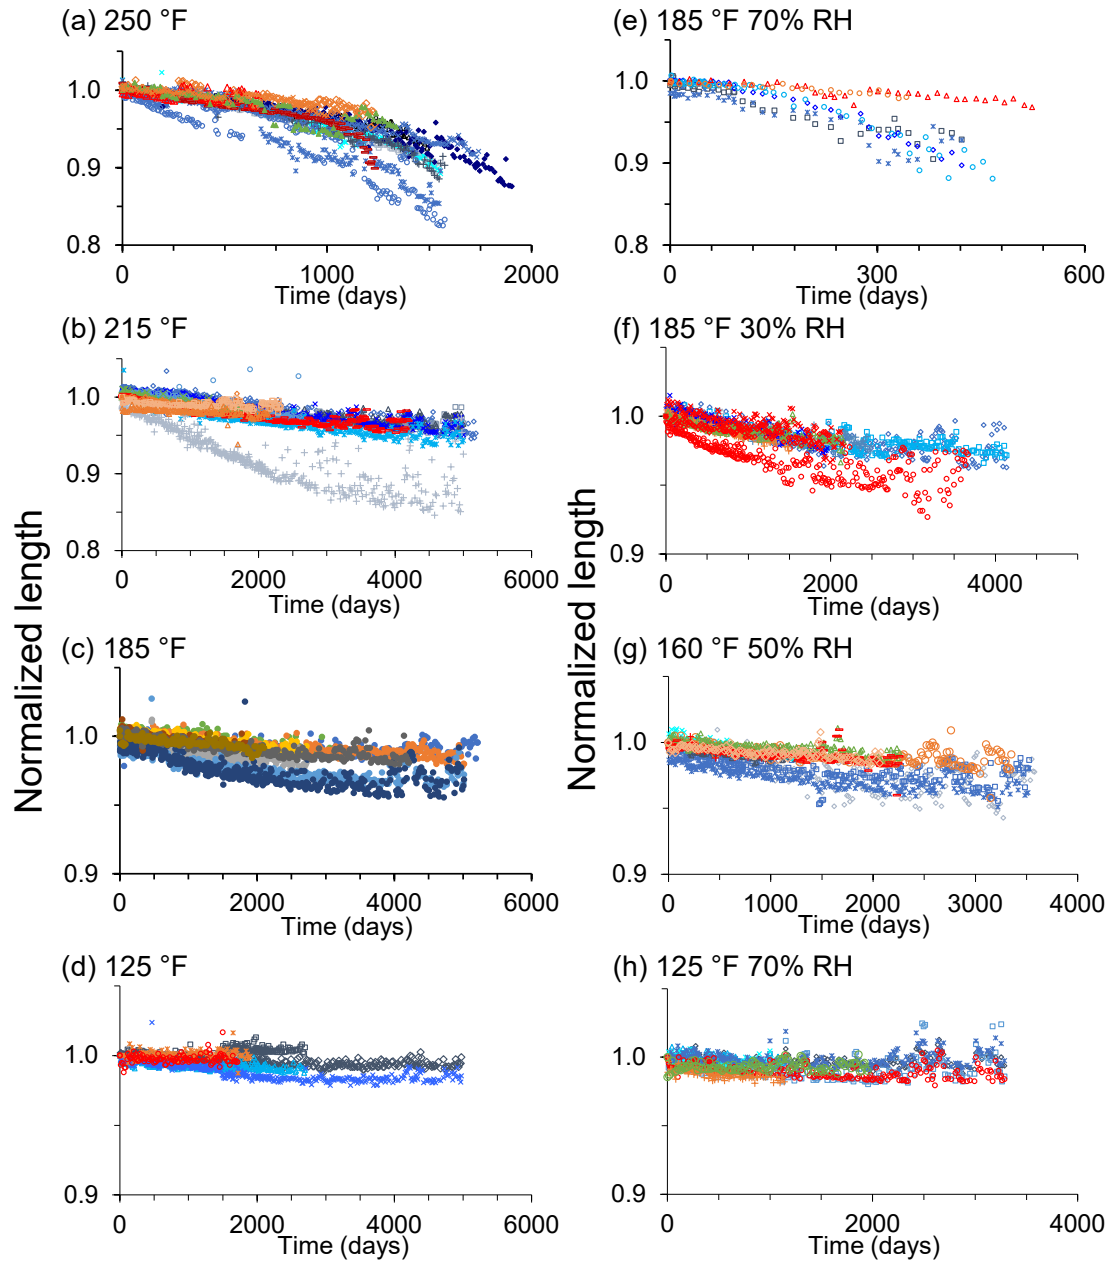 (a) 250 °F
1.0
0.9
0.8
0
1000
2000
Time (days)
(b) 215 °F
1.0
0.9
0.8
0
2000
4000
6000
Time (days)
(c) 185 °F
1.0
0.9
0
2000
4000
6000
Time (days)
(d) 125 °F
1.0
0.9
0
2000
4000
6000
Time (days)
Normalized length
(e) 185 °F 70% RH
1.0
0.9
0.8
0
300
600
Time (days)
(f) 185 °F 30% RH
1.0
0.9
0
2000
4000
Time (days)
(g) 160 °F 50% RH
1.0
0.9
0
1000
2000
3000
4000
Time (days)
(h) 125 °F 70% RH
1.0
0.9
0
2000
4000
Time (days)
Normalized length